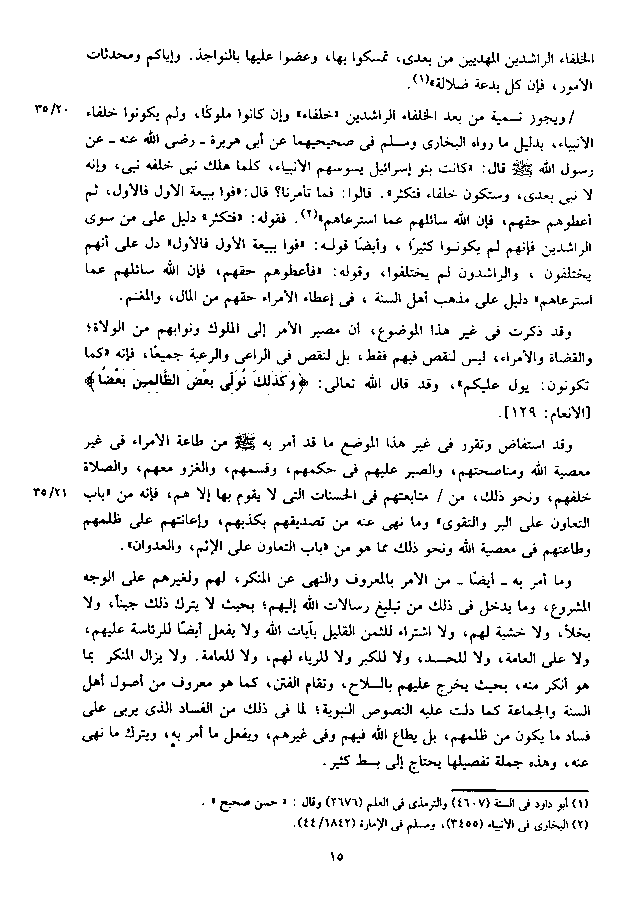 الخلفاء الراشدين المهديين من بعدى، تمسكوا بها، وعضوا عليها بالنواجذ. وإياكم ومحدثات
الأمور، فإن كل بدعة ضلالة»(١).
/ ويجوز تسمية من بعد الخلفاء الراشدين «خلفاء» وإن كانوا ملوكًا، ولم يكونوا خلفاء
٣٥/٢٠
الأنبياء، بدليل ما رواه البخارى ومسلم فى صحيحيهما عن أبى هريرة ـ رضى الله عنه ـ عن
رسول الله ﷺ قال: «كانت بنو إسرائيل يسوسهم الأنبياء، كلما هلك نبى خلفه نبى، وإنه
لا نبى بعدى، وستكون خلفاء فتكثر». قالوا: فما تأمرنا؟ قال: «فوا ببيعة الأول فالأول، ثم
أعطوهم حقهم، فإن الله سائلهم عما استرعاهم»(٢). فقوله: «فتكثر» دليل على من سوى
الراشدين فإنهم لم يكونوا كثيرًا ، وأيضًا قوله: «فوا ببيعة الأول فالأول» دل على أنهم
يختلفون ، والراشدون لم يختلفوا، وقوله: «فأعطوهم حقهم، فإن الله سائلهم عما
استرعاهم» دليل على مذهب أهل السنة ، فى إعطاء الأمراء حقهم من المال، والمغنم.
وقد ذكرت فى غير هذا الموضوع، أن مصير الأمر إلى الملوك ونوابهم من الولاة؛
والقضاة والأمراء، ليس لنقص فيهم فقط، بل لنقص فى الراعى والرعية جميعًا، فإنه «كما
تكونون: يول عليكم»، وقد قال الله تعالى: ﴿وَكَذَلِكَ نُوَلِّي بَعْضَ الظَّالِمِينَ بَعْضًا﴾
[الأنعام: ١٢٩].
وقد استفاض وتقرر فى غير هذا الموضع ما قد أمر به ﷺ من طاعة الأمراء فى غير
معصية الله ومناصحتهم، والصبر عليهم فى حكمهم، وقسمهم، والغزو معهم، والصلاة
خلفهم، ونحو ذلك، من / متابعتهم فى الحسنات التى لا يقوم بها إلا هم، فإنه من «باب
٣٥/٢١
التعاون على البر والتقوى» وما نهى عنه من تصديقهم بكذبهم، وإعانتهم على ظلمهم
وطاعتهم فى معصية الله ونحو ذلك مما هو من «باب التعاون على الإثم، والعدوان».
وما أمر به ـ أيضًا ـ من الأمر بالمعروف والنهى عن المنكر، لهم ولغيرهم على الوجه
المشروع، وما يدخل فى ذلك من تبليغ رسالات الله إليهم؛ بحيث لا يترك ذلك جبنًا، ولا
بخلاً، ولا خشية لهم، ولا اشتراء للثمن القليل بآيات الله ولا يفعل أيضًا للرئاسة عليهم،
ولا على العامة، ولا للحسد، ولا للكبر ولا للرياء لهم، ولا للعامة. ولا يزال المنكر بما
هو أنكر منه، بحيث يخرج عليهم بالسلاح، وتقام الفتن، كما هو معروف من أصول أهل
السنة والجماعة كما دلت عليه النصوص النبوية؛ لما فى ذلك من الفساد الذى يربى على
فساد ما يكون من ظلمهم، بل يطاع الله فيهم وفى غيرهم، ويفعل ما أمر به، ويترك ما نهى
عنه، وهذه جملة تفصيلها يحتاج إلى بسط كثير.
(١) أبو داود فى السنة (٤٦٠٧) والترمذى فى العلم (٢٦٧٦) وقال : « حسن صحيح » .
(٢) البخارى فى الأنبياء (٣٤٥٥)، ومسلم فى الإمارة (٤٤/١٨٤٢).
١٥